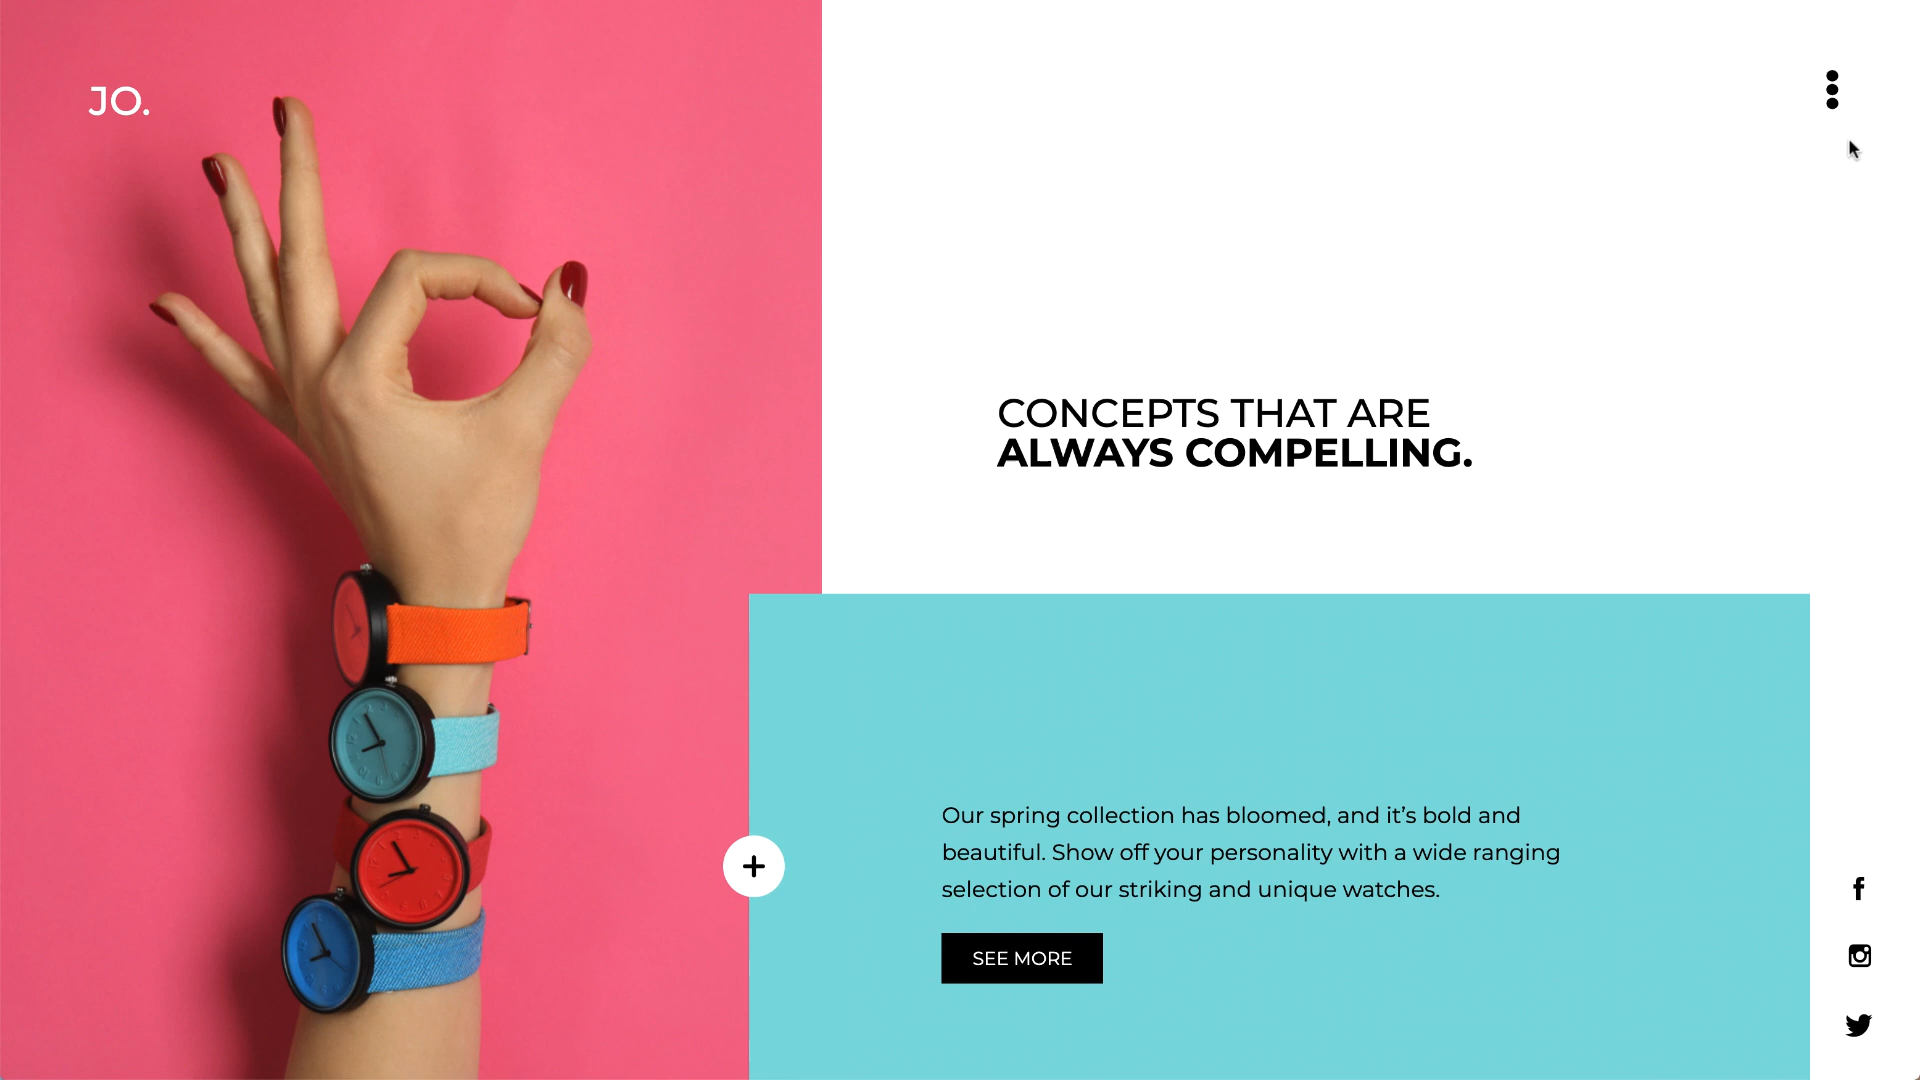 JO.
CONCEPTS THAT ARE
ALWAYS COMPELLING.
Our spring collection has bloomed, and it’s bold and
beautiful. Show off your personality with a wide ranging
selection of our striking and unique watches.
SEE MORE